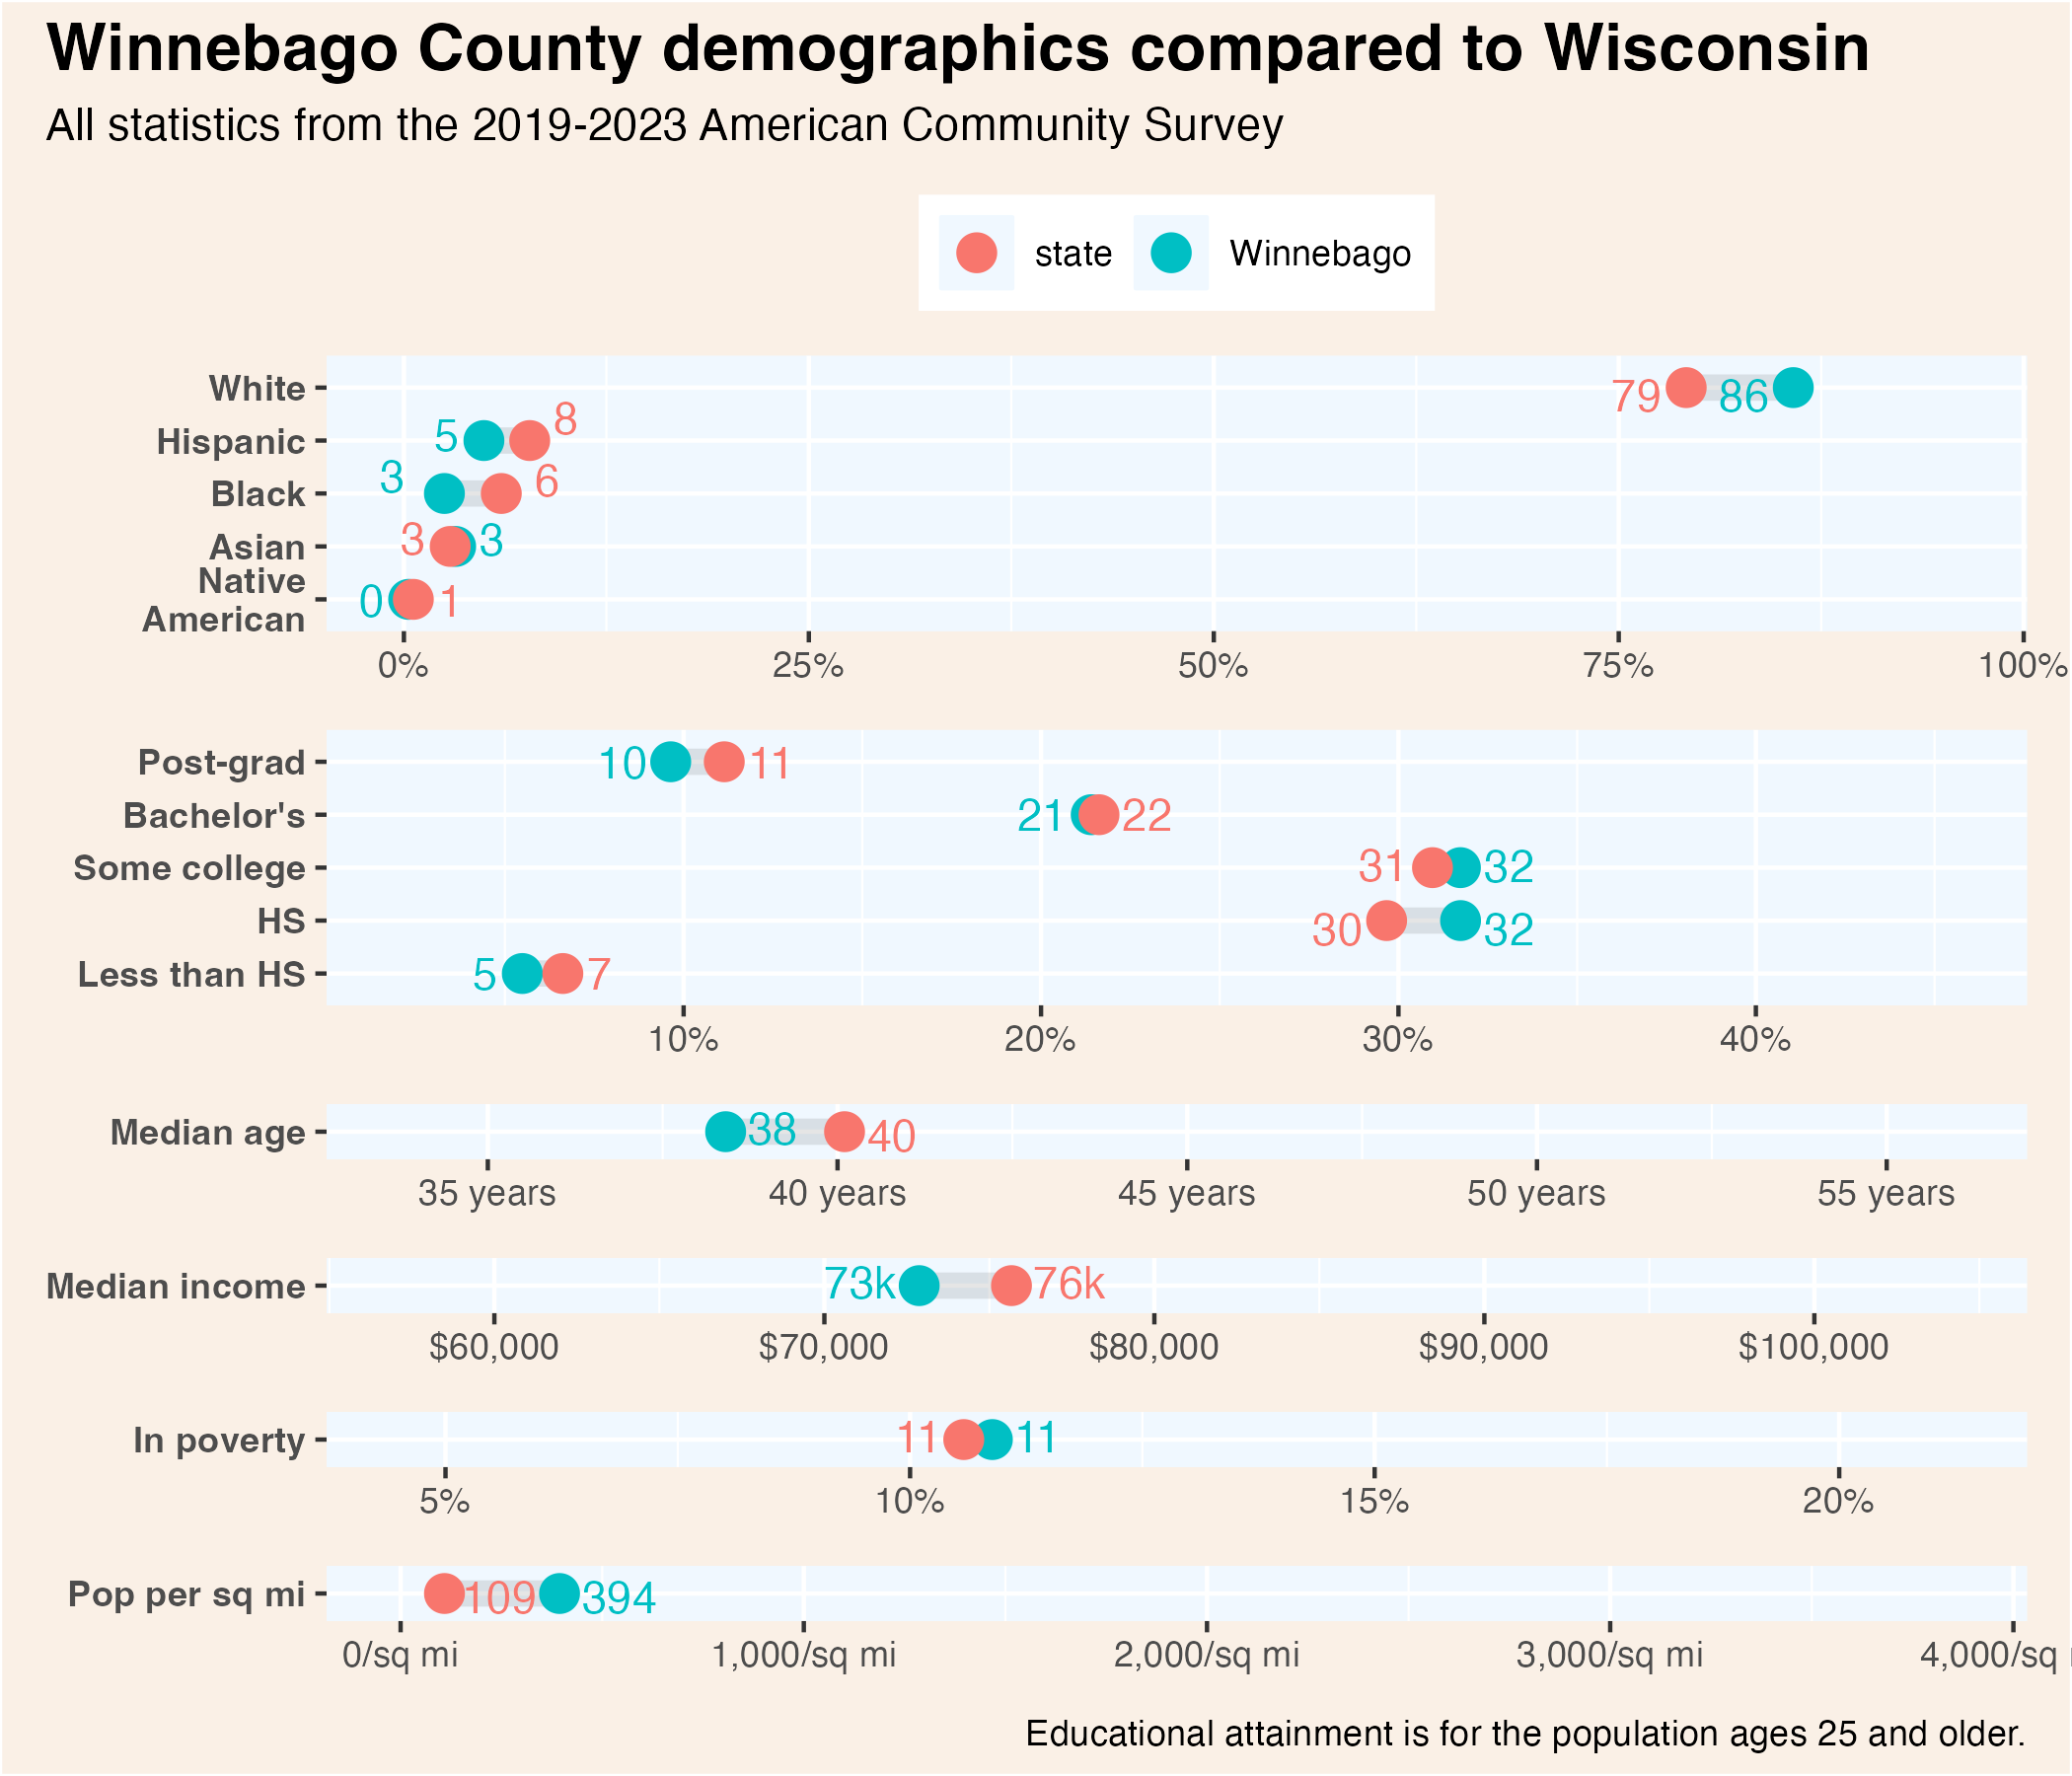 Winnebago County demographics compared to Wisconsin
All statistics from the 2019-2023 American Community Survey
state Winnebago
White 79 86
Hispanic 5 8
Black 3 6
Asian 3 3
Native
American 0 1
0% 25% 50% 75% 100%
Post-grad 10 11
Bachelor's 21 22
Some college 31 32
HS 30 32
Less than HS 5 7
10% 20% 30% 40%
Median age 38 40
35 years 40 years 45 years 50 years 55 years
Median income 73k 76k
$60,000 $70,000 $80,000 $90,000 $100,000
In poverty 11 11
5% 10% 15% 20%
Pop per sq mi 109 394
0/sq mi 1,000/sq mi 2,000/sq mi 3,000/sq mi 4,000/sq
Educational attainment is for the population ages 25 and older.